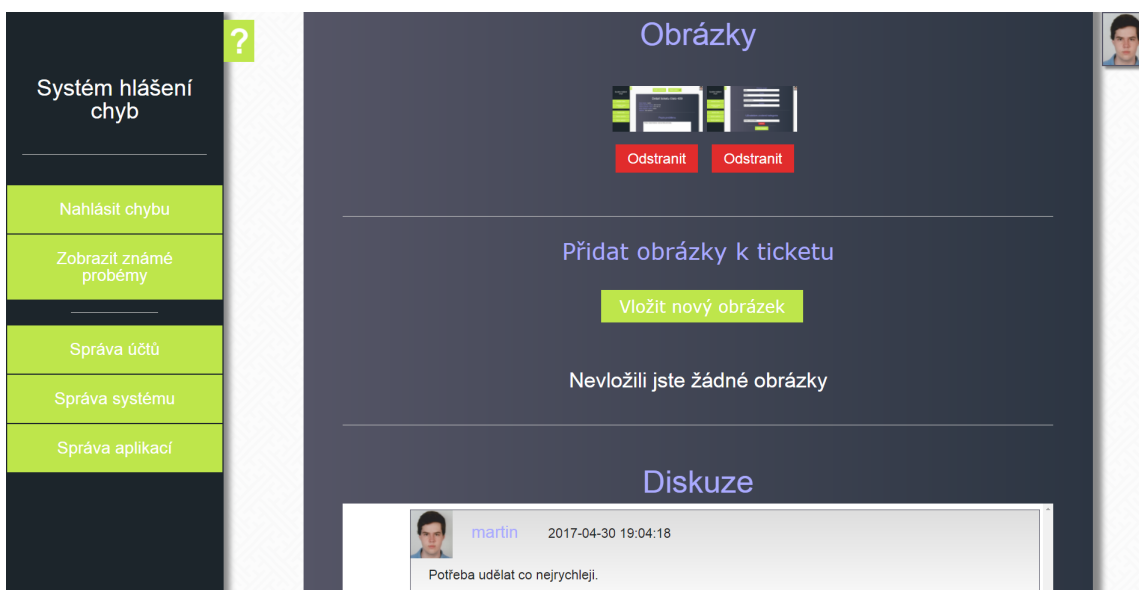 Systém hlášení
chyb
Nahlásit chybu
Zobrazit známé
probémy
Správa účtů
Správa systému
Správa aplikací
?
Obrázky
Odstranit Odstranit
Přidat obrázky k ticketu
Vložit nový obrázek
Nevložili jste žádné obrázky
Diskuze
martin 2017-04-30 19:04:18
Potřeba udělat co nejrychleji.